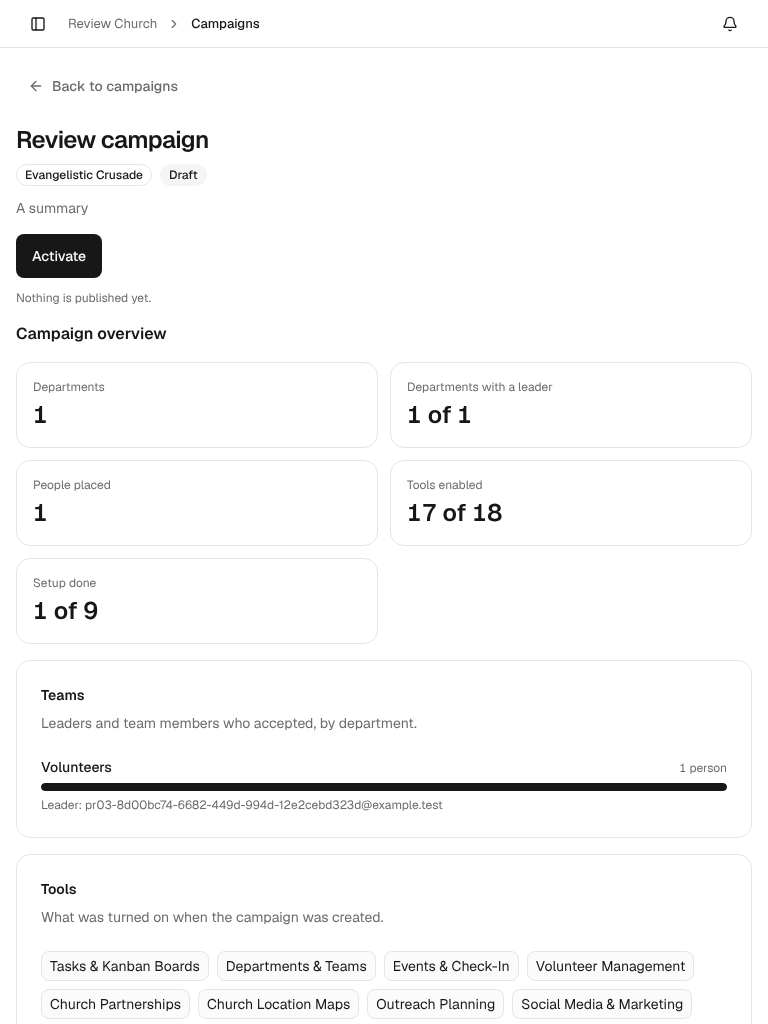 Review Church > Campaigns
Back to campaigns
Review campaign
Evangelistic Crusade Draft
A summary
Activate
Nothing is published yet.
Campaign overview
Departments
1
Departments with a leader
1 of 1
People placed
1
Tools enabled
17 of 18
Setup done
1 of 9
Teams
Leaders and team members who accepted, by department.
Volunteers 1 person
Leader: pr03-8d00bc74-6682-449d-994d-12e2cebd323d@example.test
Tools
What was turned on when the campaign was created.
Tasks & Kanban Boards Departments & Teams Events & Check-In Volunteer Management
Church Partnerships Church Location Maps Outreach Planning Social Media & Marketing